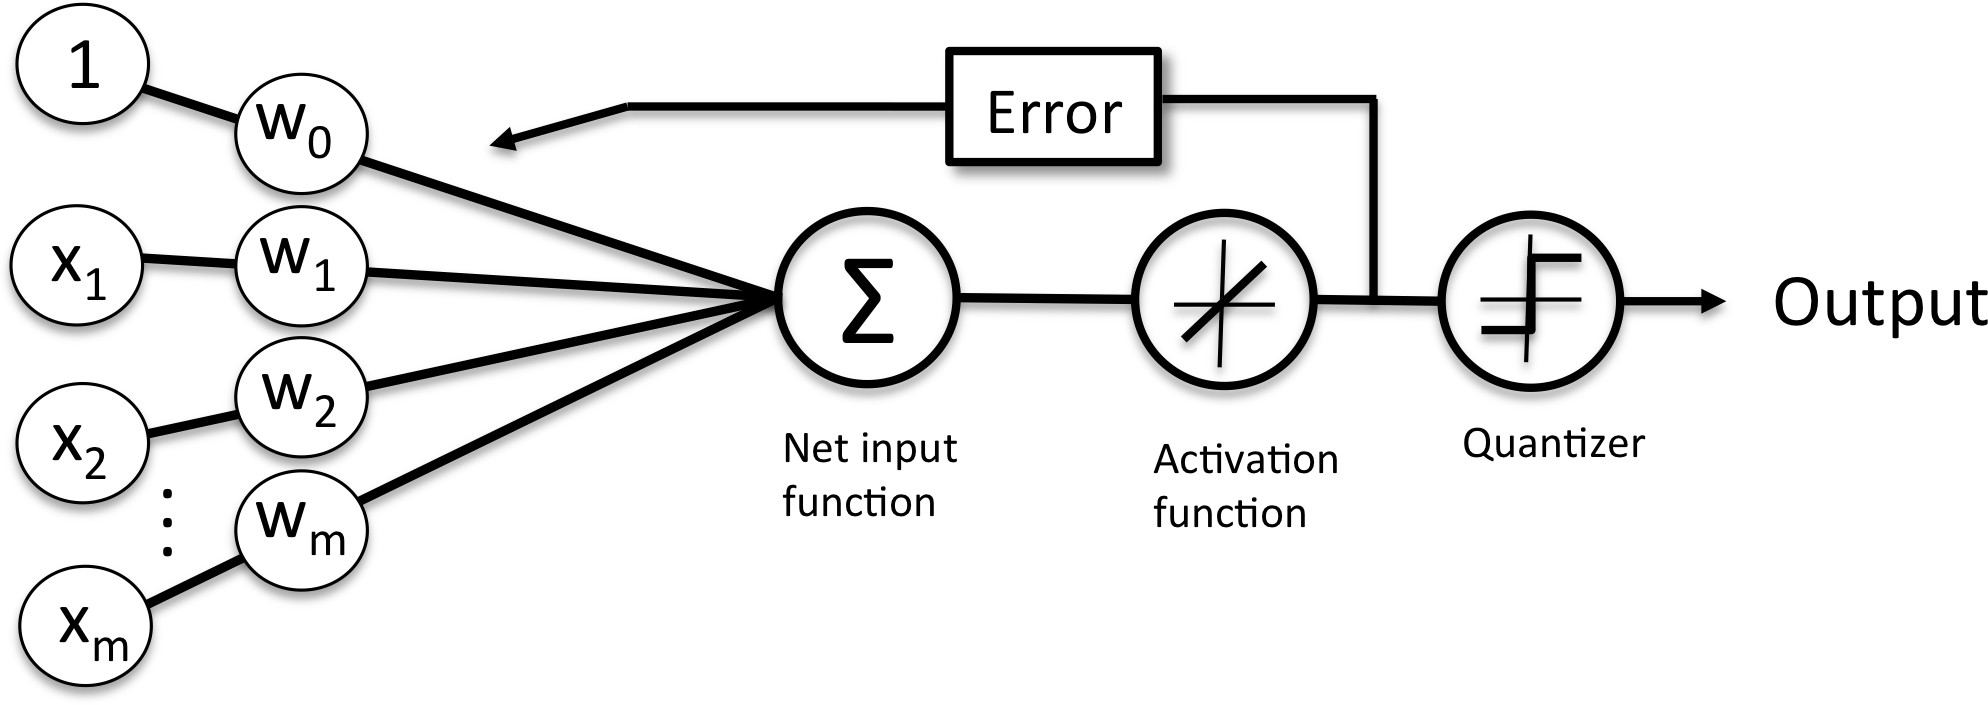 1
w0
Error
x1
w1
Σ
Output
x2
w2
Net input
function
Activation
function
Quantizer
wm
xm